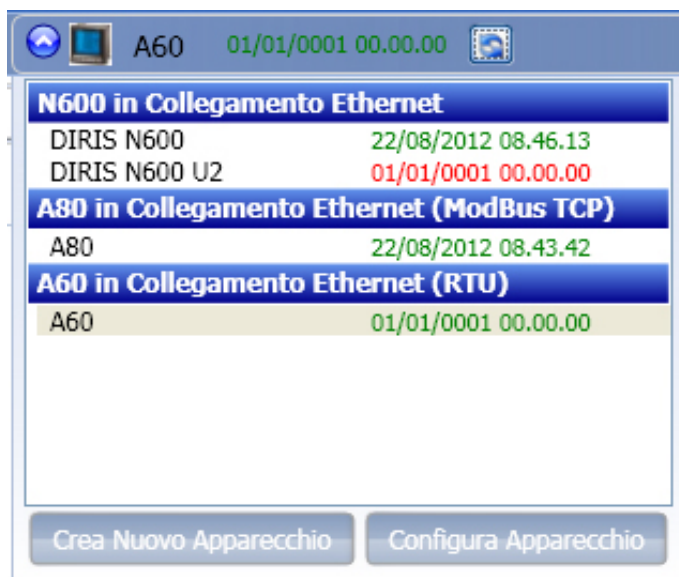 A60 01/01/0001 00.00.00
N600 in Collegamento Ethernet
DIRIS N600 22/08/2012 08.46.13
DIRIS N600 U2 01/01/0001 00.00.00
A80 in Collegamento Ethernet (ModBus TCP)
A80 22/08/2012 08.43.42
A60 in Collegamento Ethernet (RTU)
A60 01/01/0001 00.00.00
Crea Nuovo Apparecchio Configura Apparecchio